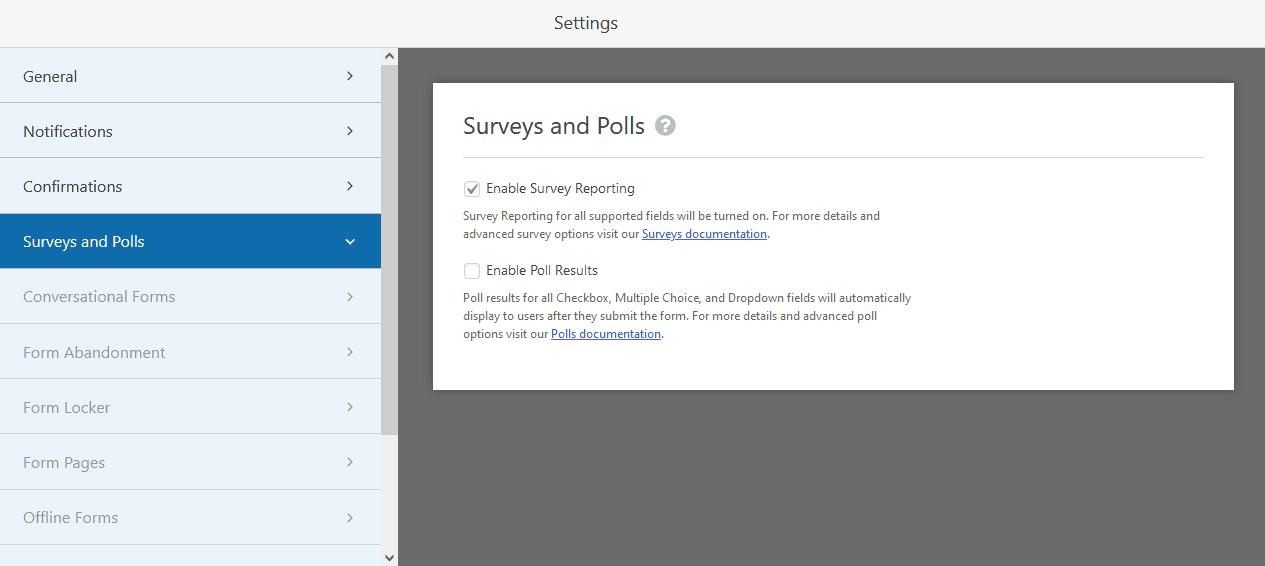 Settings
General
Notifications
Confirmations
Surveys and Polls
Conversational Forms
Form Abandonment
Form Locker
Form Pages
Offline Forms
Surveys and Polls ?
Enable Survey Reporting
Survey Reporting for all supported fields will be turned on. For more details and
advanced survey options visit our Surveys documentation.
Enable Poll Results
Poll results for all Checkbox, Multiple Choice, and Dropdown fields will automatically
display to users after they submit the form. For more details and advanced poll
options visit our Polls documentation.